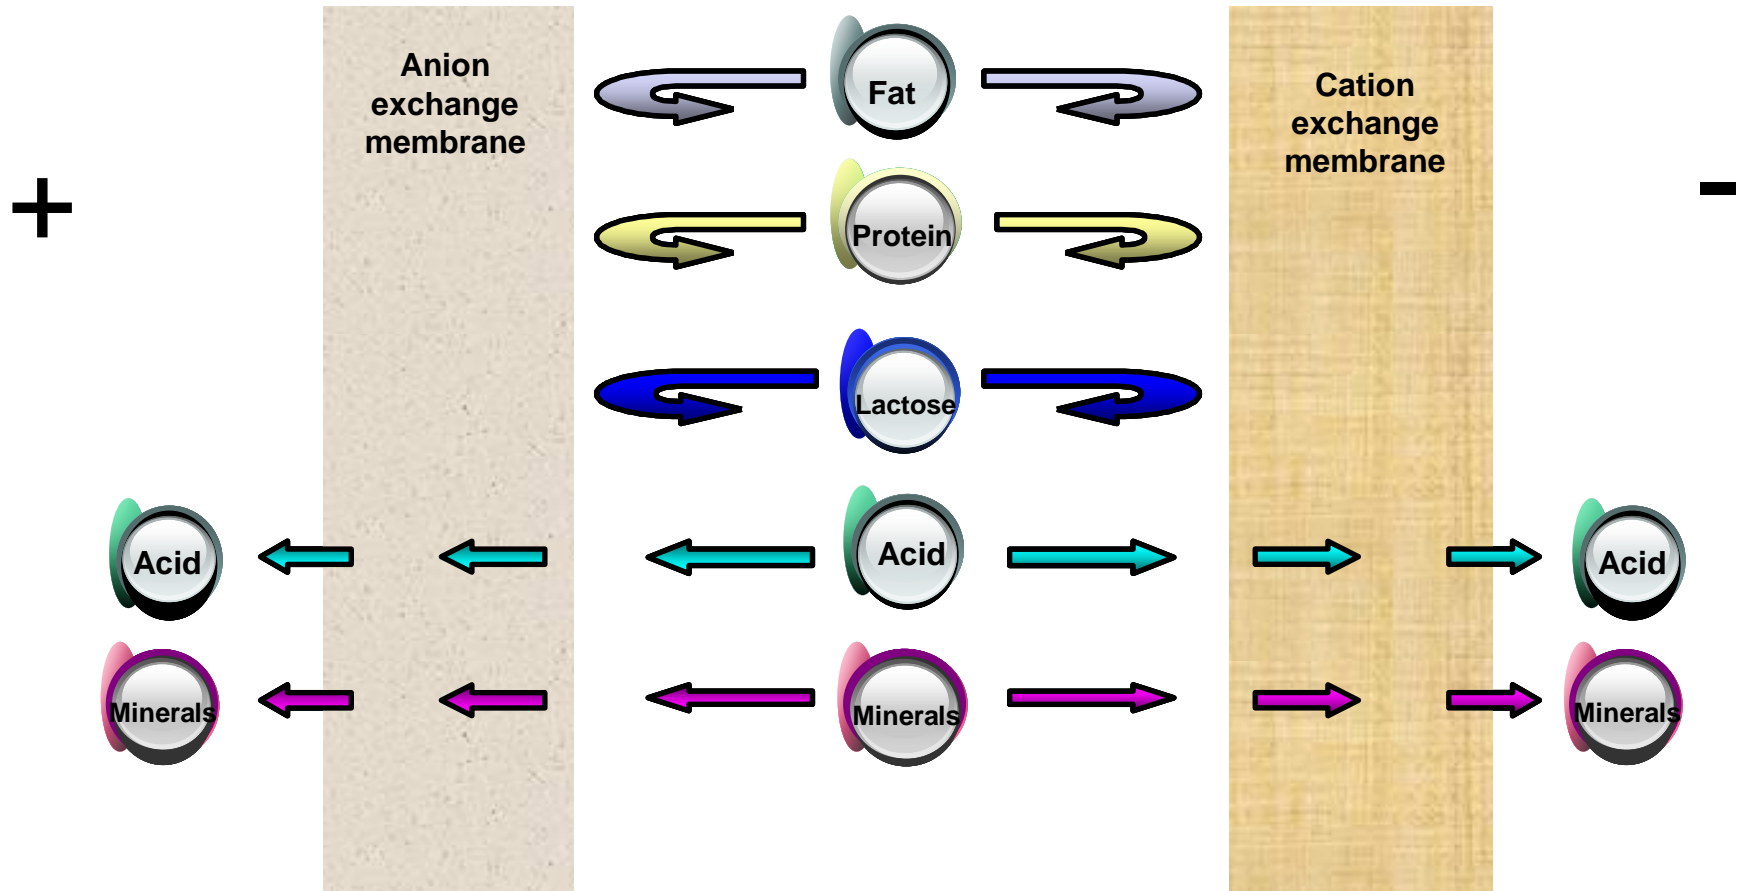 Anion
exchange
membrane
Fat
Cation
exchange
membrane
+
-
Protein
Lactose
Acid
Acid
Acid
Minerals
Minerals
Minerals